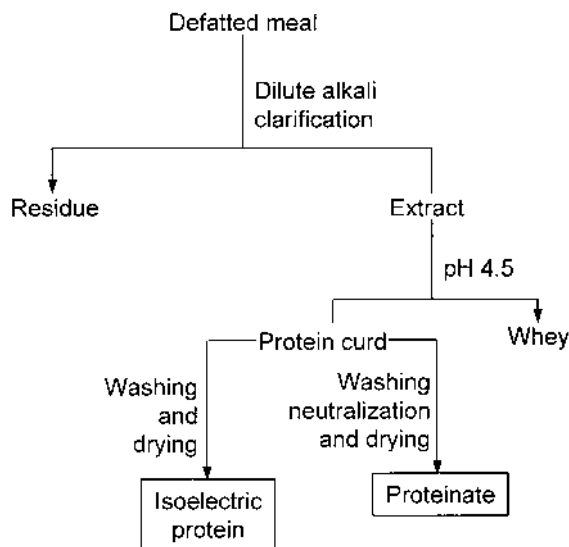 Defatted meal
Dilute alkali
clarification
Residue
Extract
pH 4.5
Protein curd
Whey
Washing
and
drying
Washing
neutralization
and drying
Isoelectric
protein
Proteinate